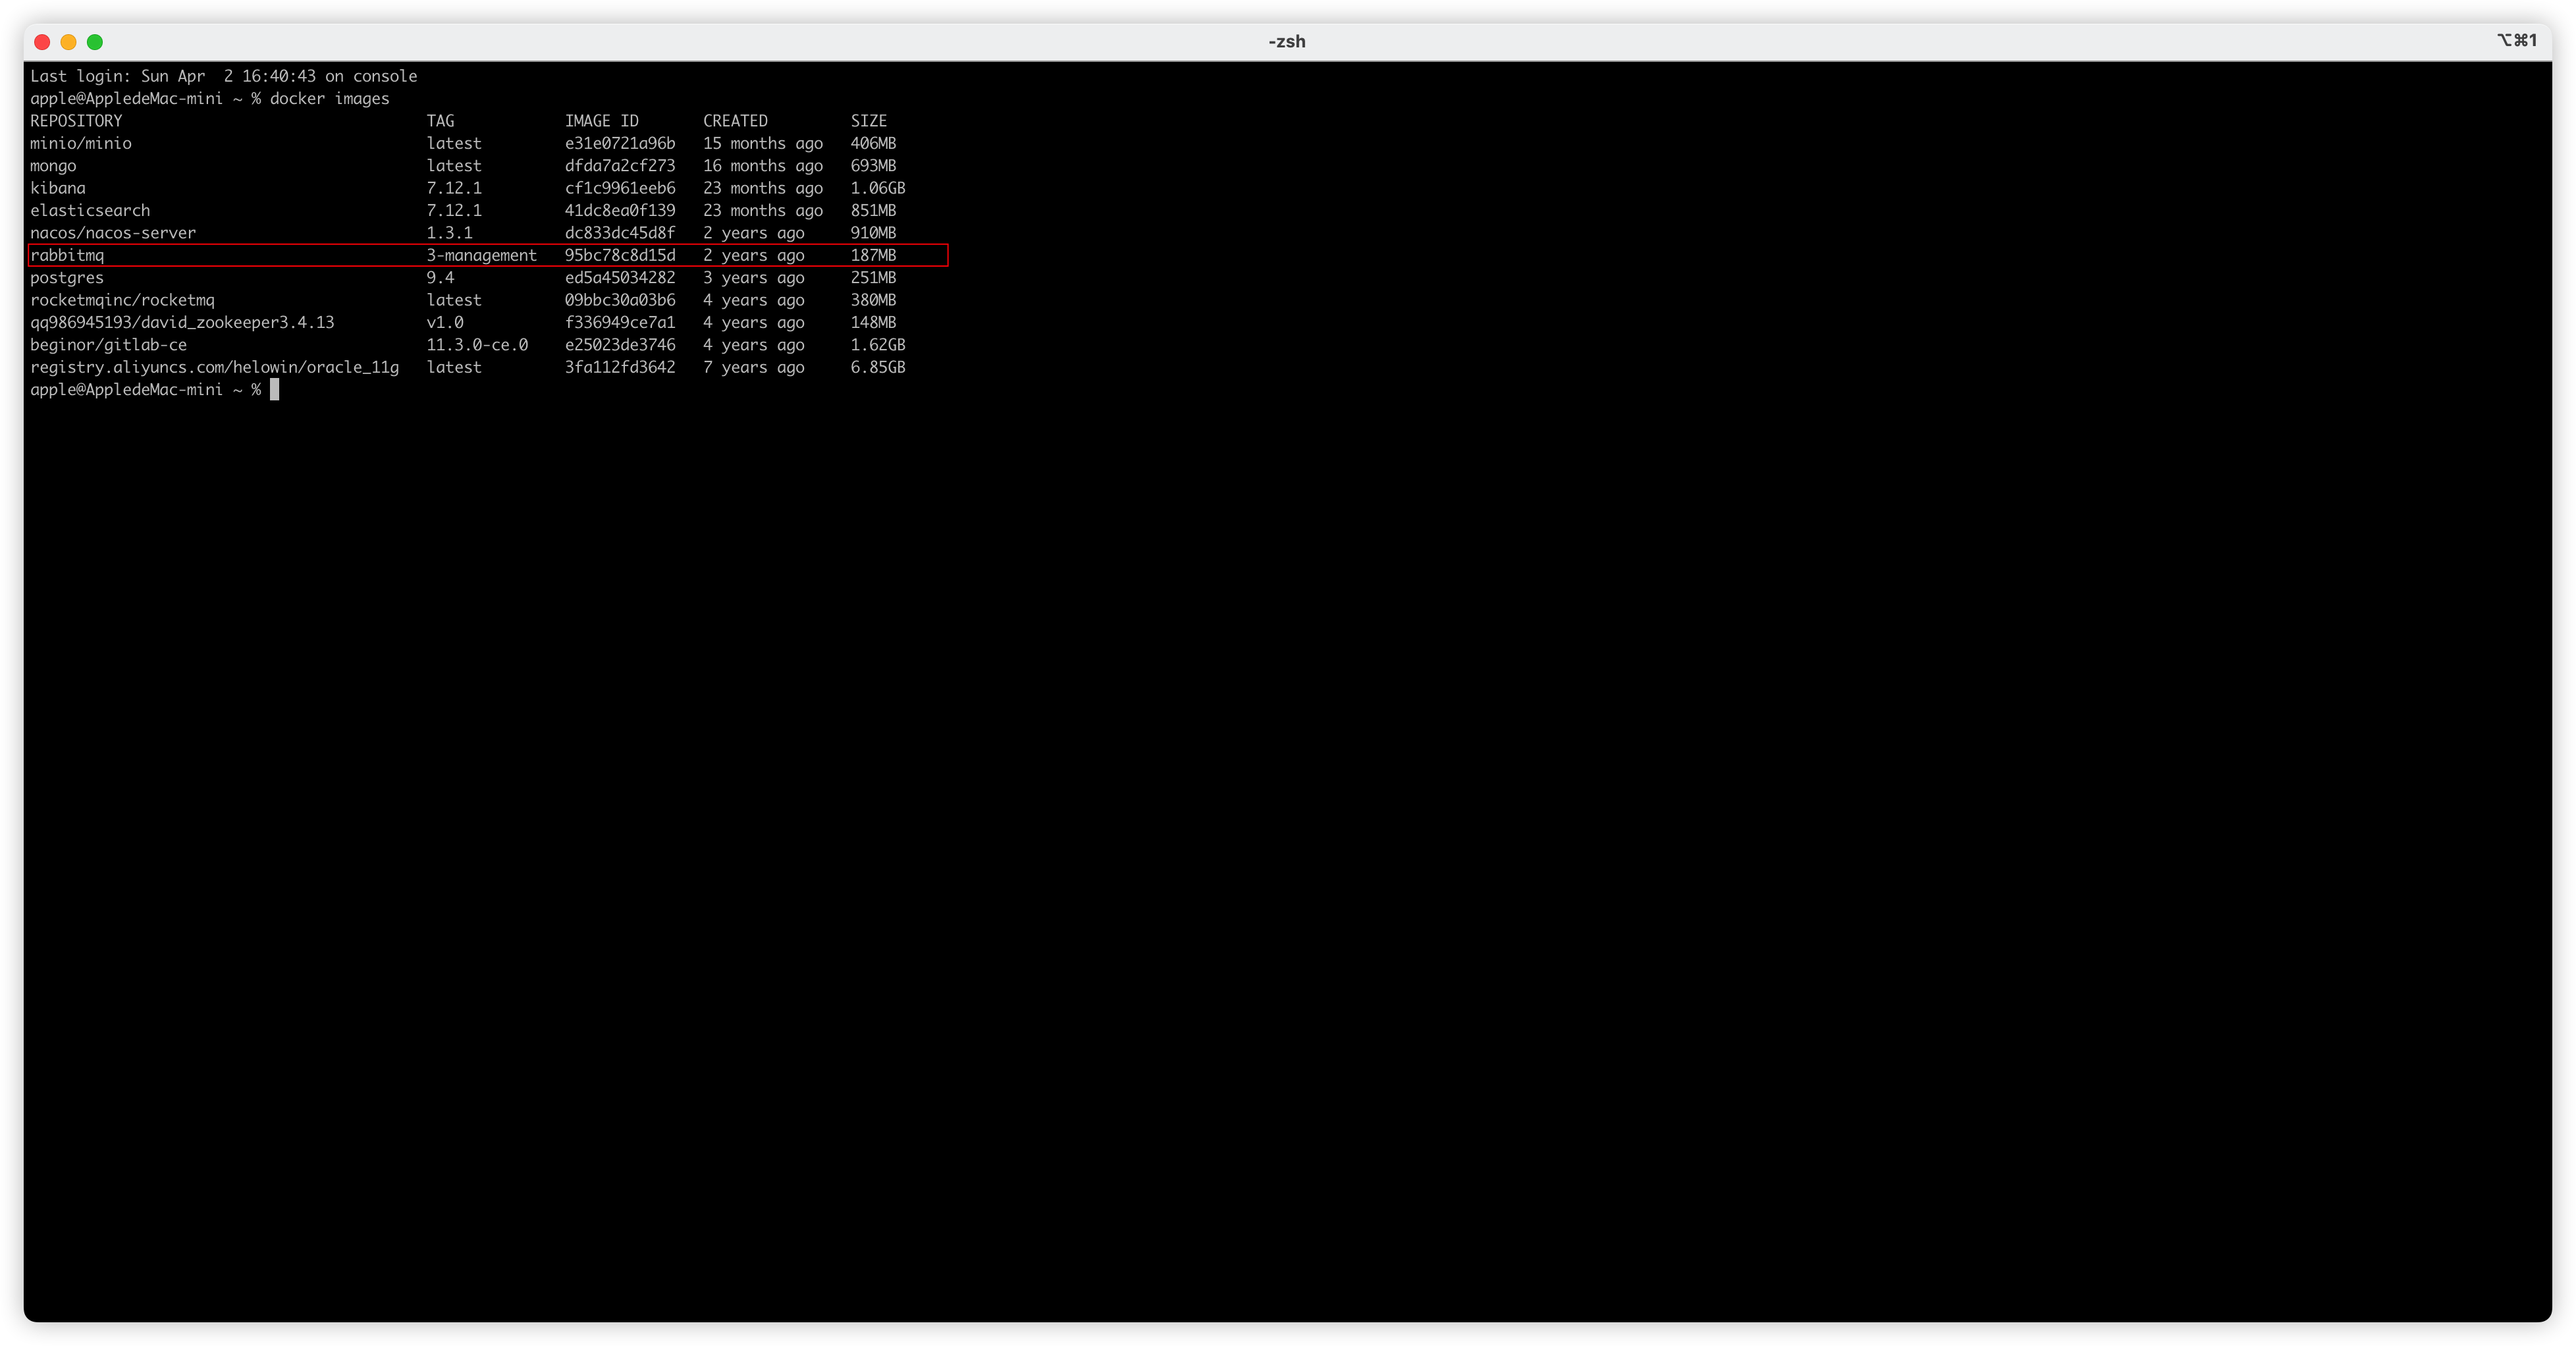 -zsh
⌥⌘1
Last login: Sun Apr  2 16:40:43 on console
apple@AppledeMac-mini ~ % docker images
REPOSITORY                                 TAG            IMAGE ID       CREATED         SIZE
minio/minio                                latest         e31e0721a96b   15 months ago   406MB
mongo                                      latest         dfda7a2cf273   16 months ago   693MB
kibana                                     7.12.1         cf1c9961eeb6   23 months ago   1.06GB
elasticsearch                              7.12.1         41dc8ea0f139   23 months ago   851MB
nacos/nacos-server                         1.3.1          dc833dc45d8f   2 years ago     910MB
rabbitmq                                   3-management   95bc78c8d15d   2 years ago     187MB
postgres                                   9.4            ed5a45034282   3 years ago     251MB
rocketmqinc/rocketmq                       latest         09bbc30a03b6   4 years ago     380MB
qq986945193/david_zookeeper3.4.13          v1.0           f336949ce7a1   4 years ago     148MB
beginor/gitlab-ce                          11.3.0-ce.0    e25023de3746   4 years ago     1.62GB
registry.aliyuncs.com/helowin/oracle_11g   latest         3fa112fd3642   7 years ago     6.85GB
apple@AppledeMac-mini ~ %